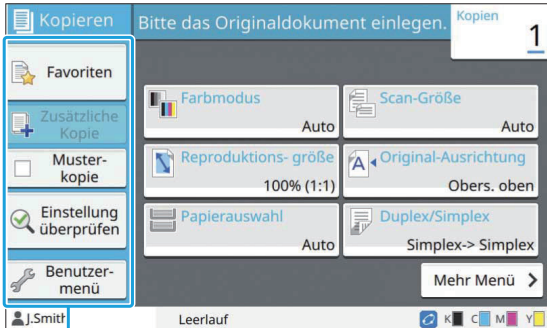 Kopieren
Bitte das Originaldokument einlegen.
Kopien
1
Favoriten
Zusätzliche
Kopie
Muster-
kopie
Einstellung
überprüfen
Benutzer-
menü
Farbmodus
Auto
Scan-Größe
Auto
Reproduktions- größe
100% (1:1)
Original-Ausrichtung
Obers. oben
Papierauswahl
Auto
Duplex/Simplex
Simplex-> Simplex
Mehr Menü
J.Smith
Leerlauf
K C M Y